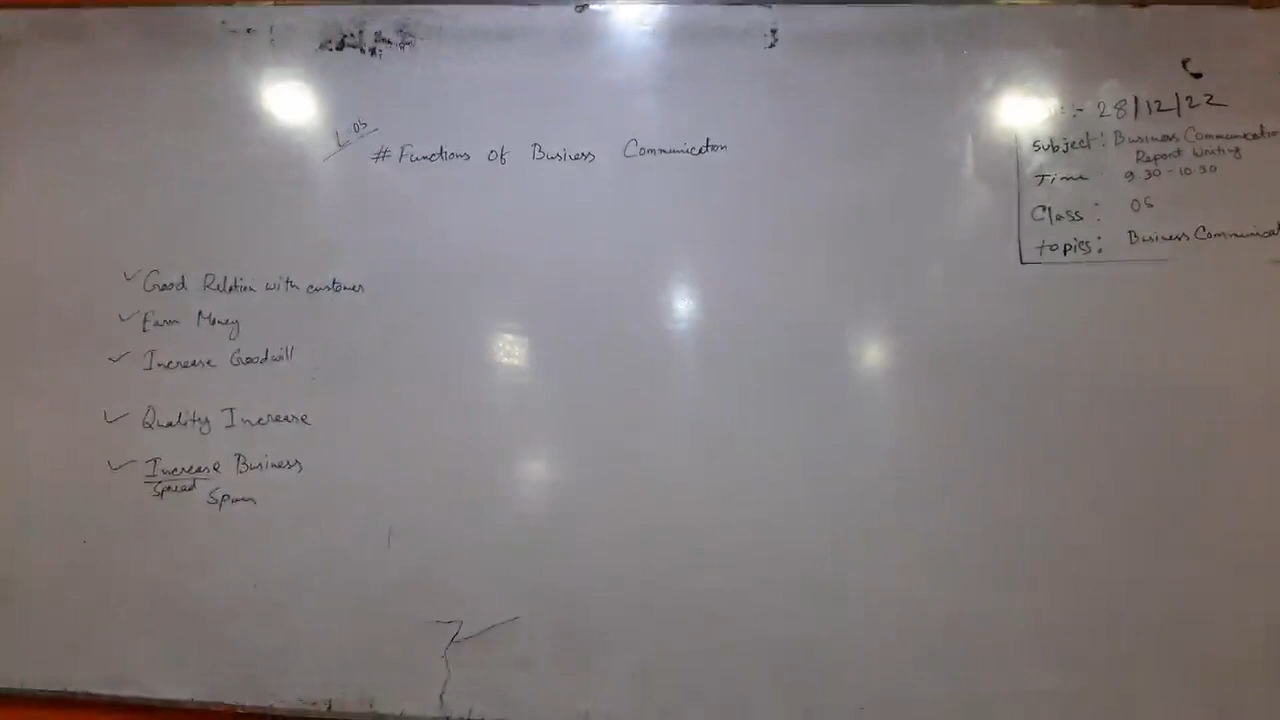 L-05
# Functions of Business Communication
✓ Good Relation with customer
✓ Earn Money
✓ Increase Goodwill
✓ Quality Increase
✓ Increase Business
Spread
:- 28/12/22
Subject: Business Communication
Report Writing
Time 9.30-10.30
Class: 05
topics: Business Communicat